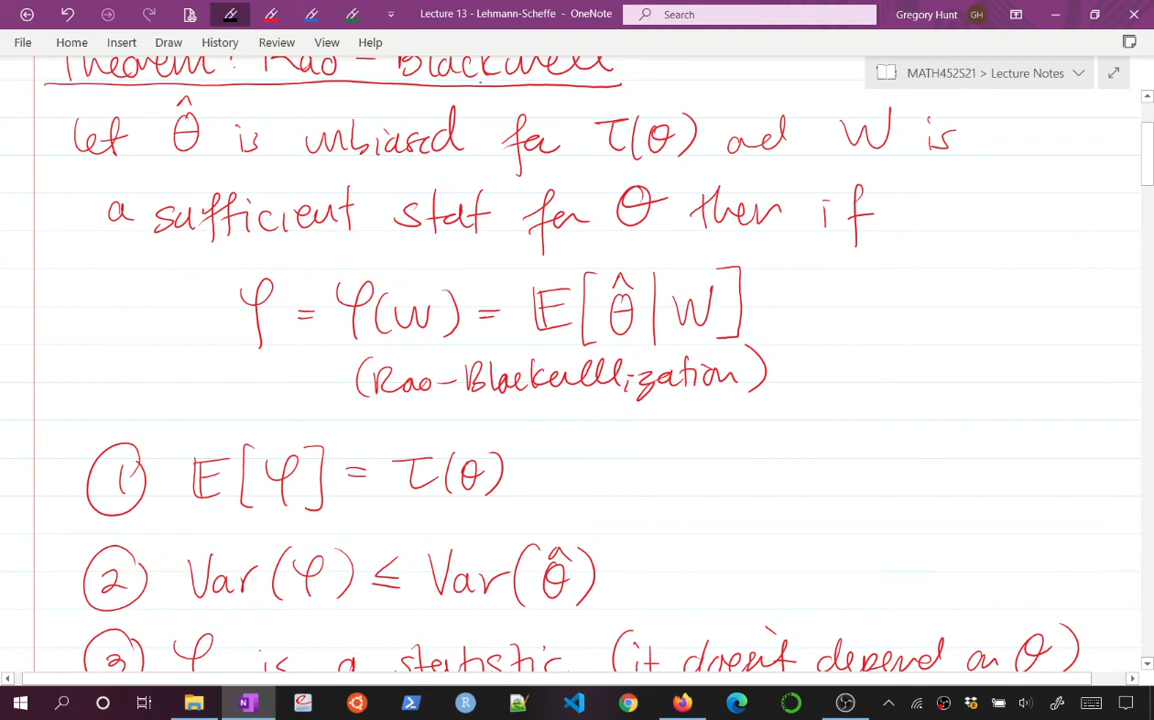 Lecture 13 - Lehmann-Scheffe - OneNote
Search
Gregory Hunt
GH
File Home Insert Draw History Review View Help
MATH452S21 > Lecture Notes
Theorem: Rao-Blackwell
let θ̂ is unbiased for τ(θ) and W is
a sufficient stat for θ then if
φ = φ(W) = E[θ̂|W]
(Rao-Blackwellization)
① E[φ] = τ(θ)
② Var(φ) ≤ Var(θ̂)
③ φ is a statistic (it doesn't depend on θ)